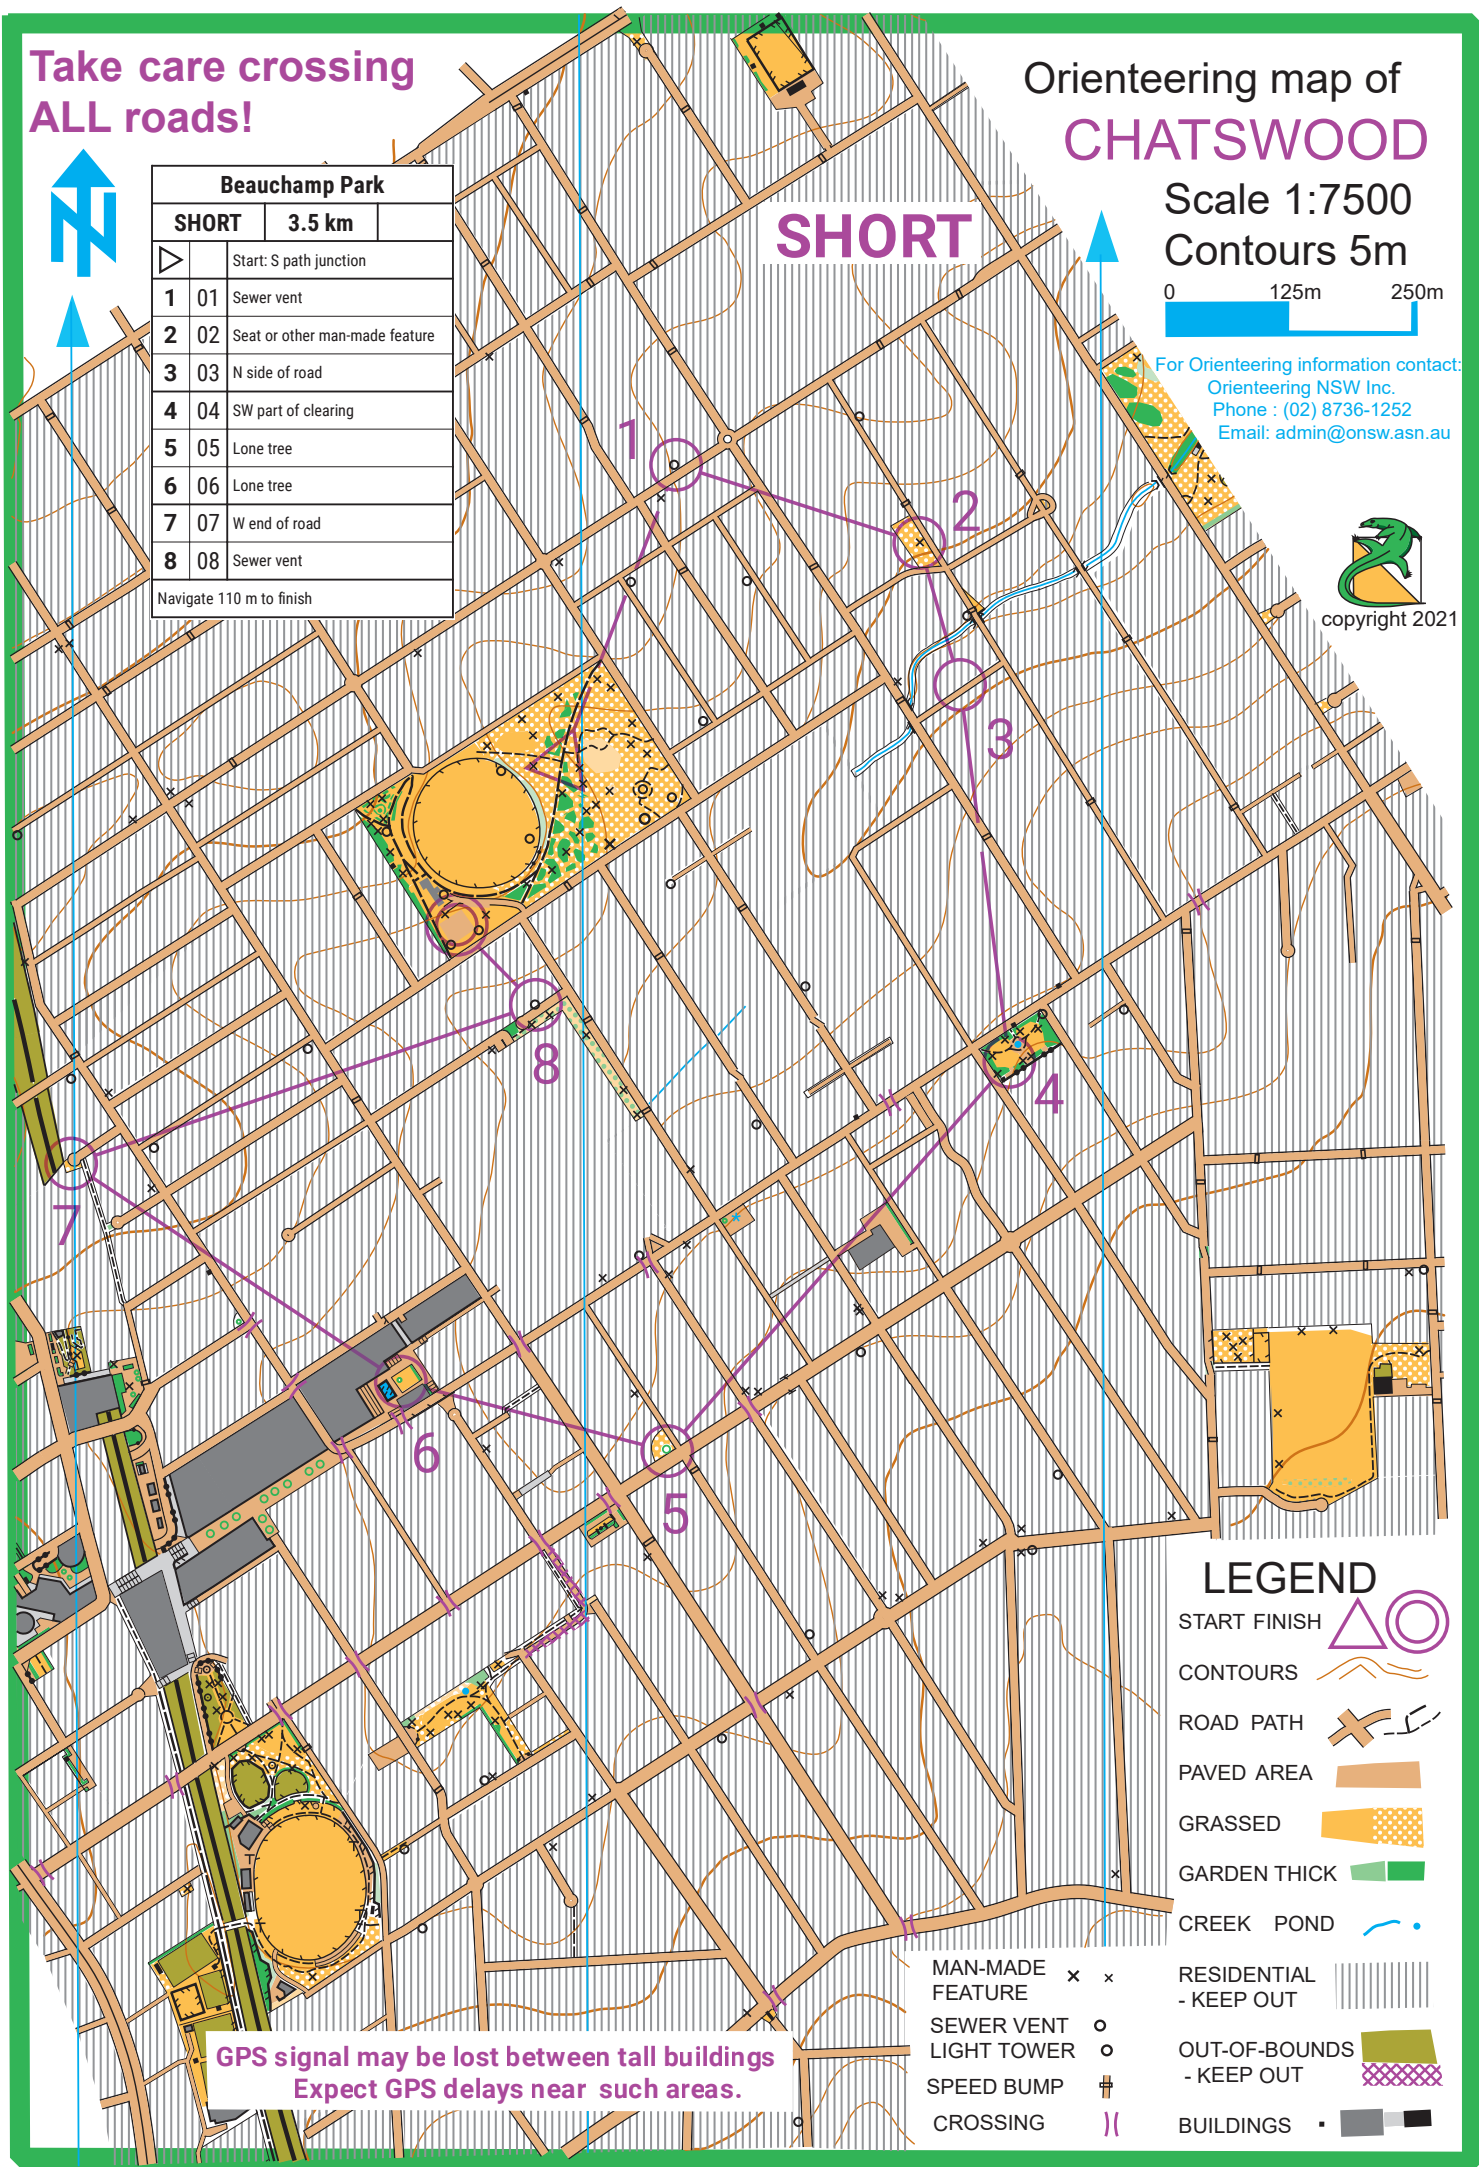 Take care crossing
ALL roads!
Orienteering map of
CHATSWOOD
Scale 1:7500
Contours 5m
0 125m 250m
For Orienteering information contact:
Orienteering NSW Inc.
Phone : (02) 8736-1252
Email: admin@onsw.asn.au
copyright 2021
N
Beauchamp Park
SHORT 3.5 km
Start: S path junction
1 01 Sewer vent
2 02 Seat or other man-made feature
3 03 N side of road
4 04 SW part of clearing
5 05 Lone tree
6 06 Lone tree
7 07 W end of road
8 08 Sewer vent
Navigate 110 m to finish
SHORT
1
2
3
4
8
7
6
5
LEGEND
START FINISH
CONTOURS
ROAD PATH
PAVED AREA
GRASSED
GARDEN THICK
CREEK POND
RESIDENTIAL
- KEEP OUT
OUT-OF-BOUNDS
- KEEP OUT
BUILDINGS
MAN-MADE
FEATURE
SEWER VENT
LIGHT TOWER
SPEED BUMP
CROSSING
GPS signal may be lost between tall buildings
Expect GPS delays near such areas.